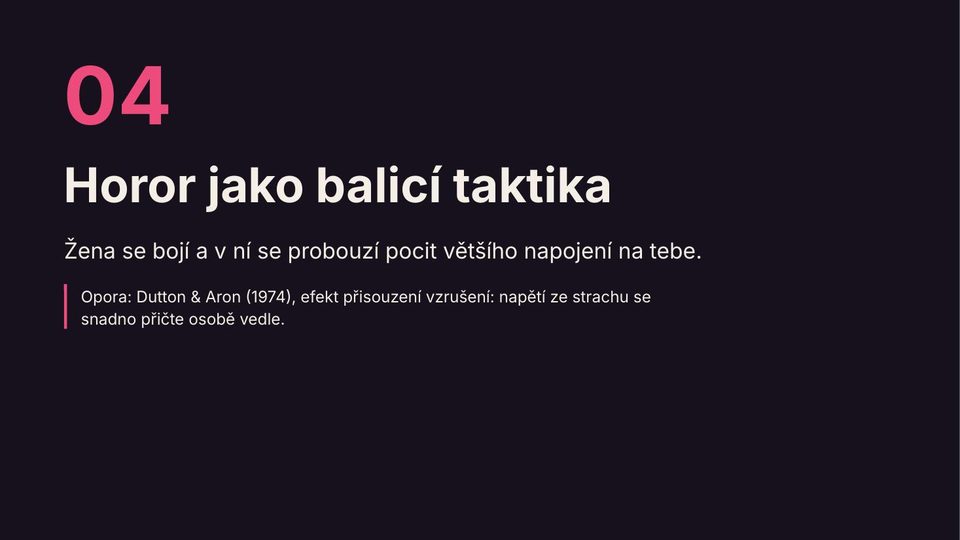 04
Horor jako balicí taktika
Žena se bojí a v ní se probouzí pocit většího napojení na tebe.
Opora: Dutton & Aron (1974), efekt přisouzení vzrušení: napětí ze strachu se
snadno přičte osobě vedle.